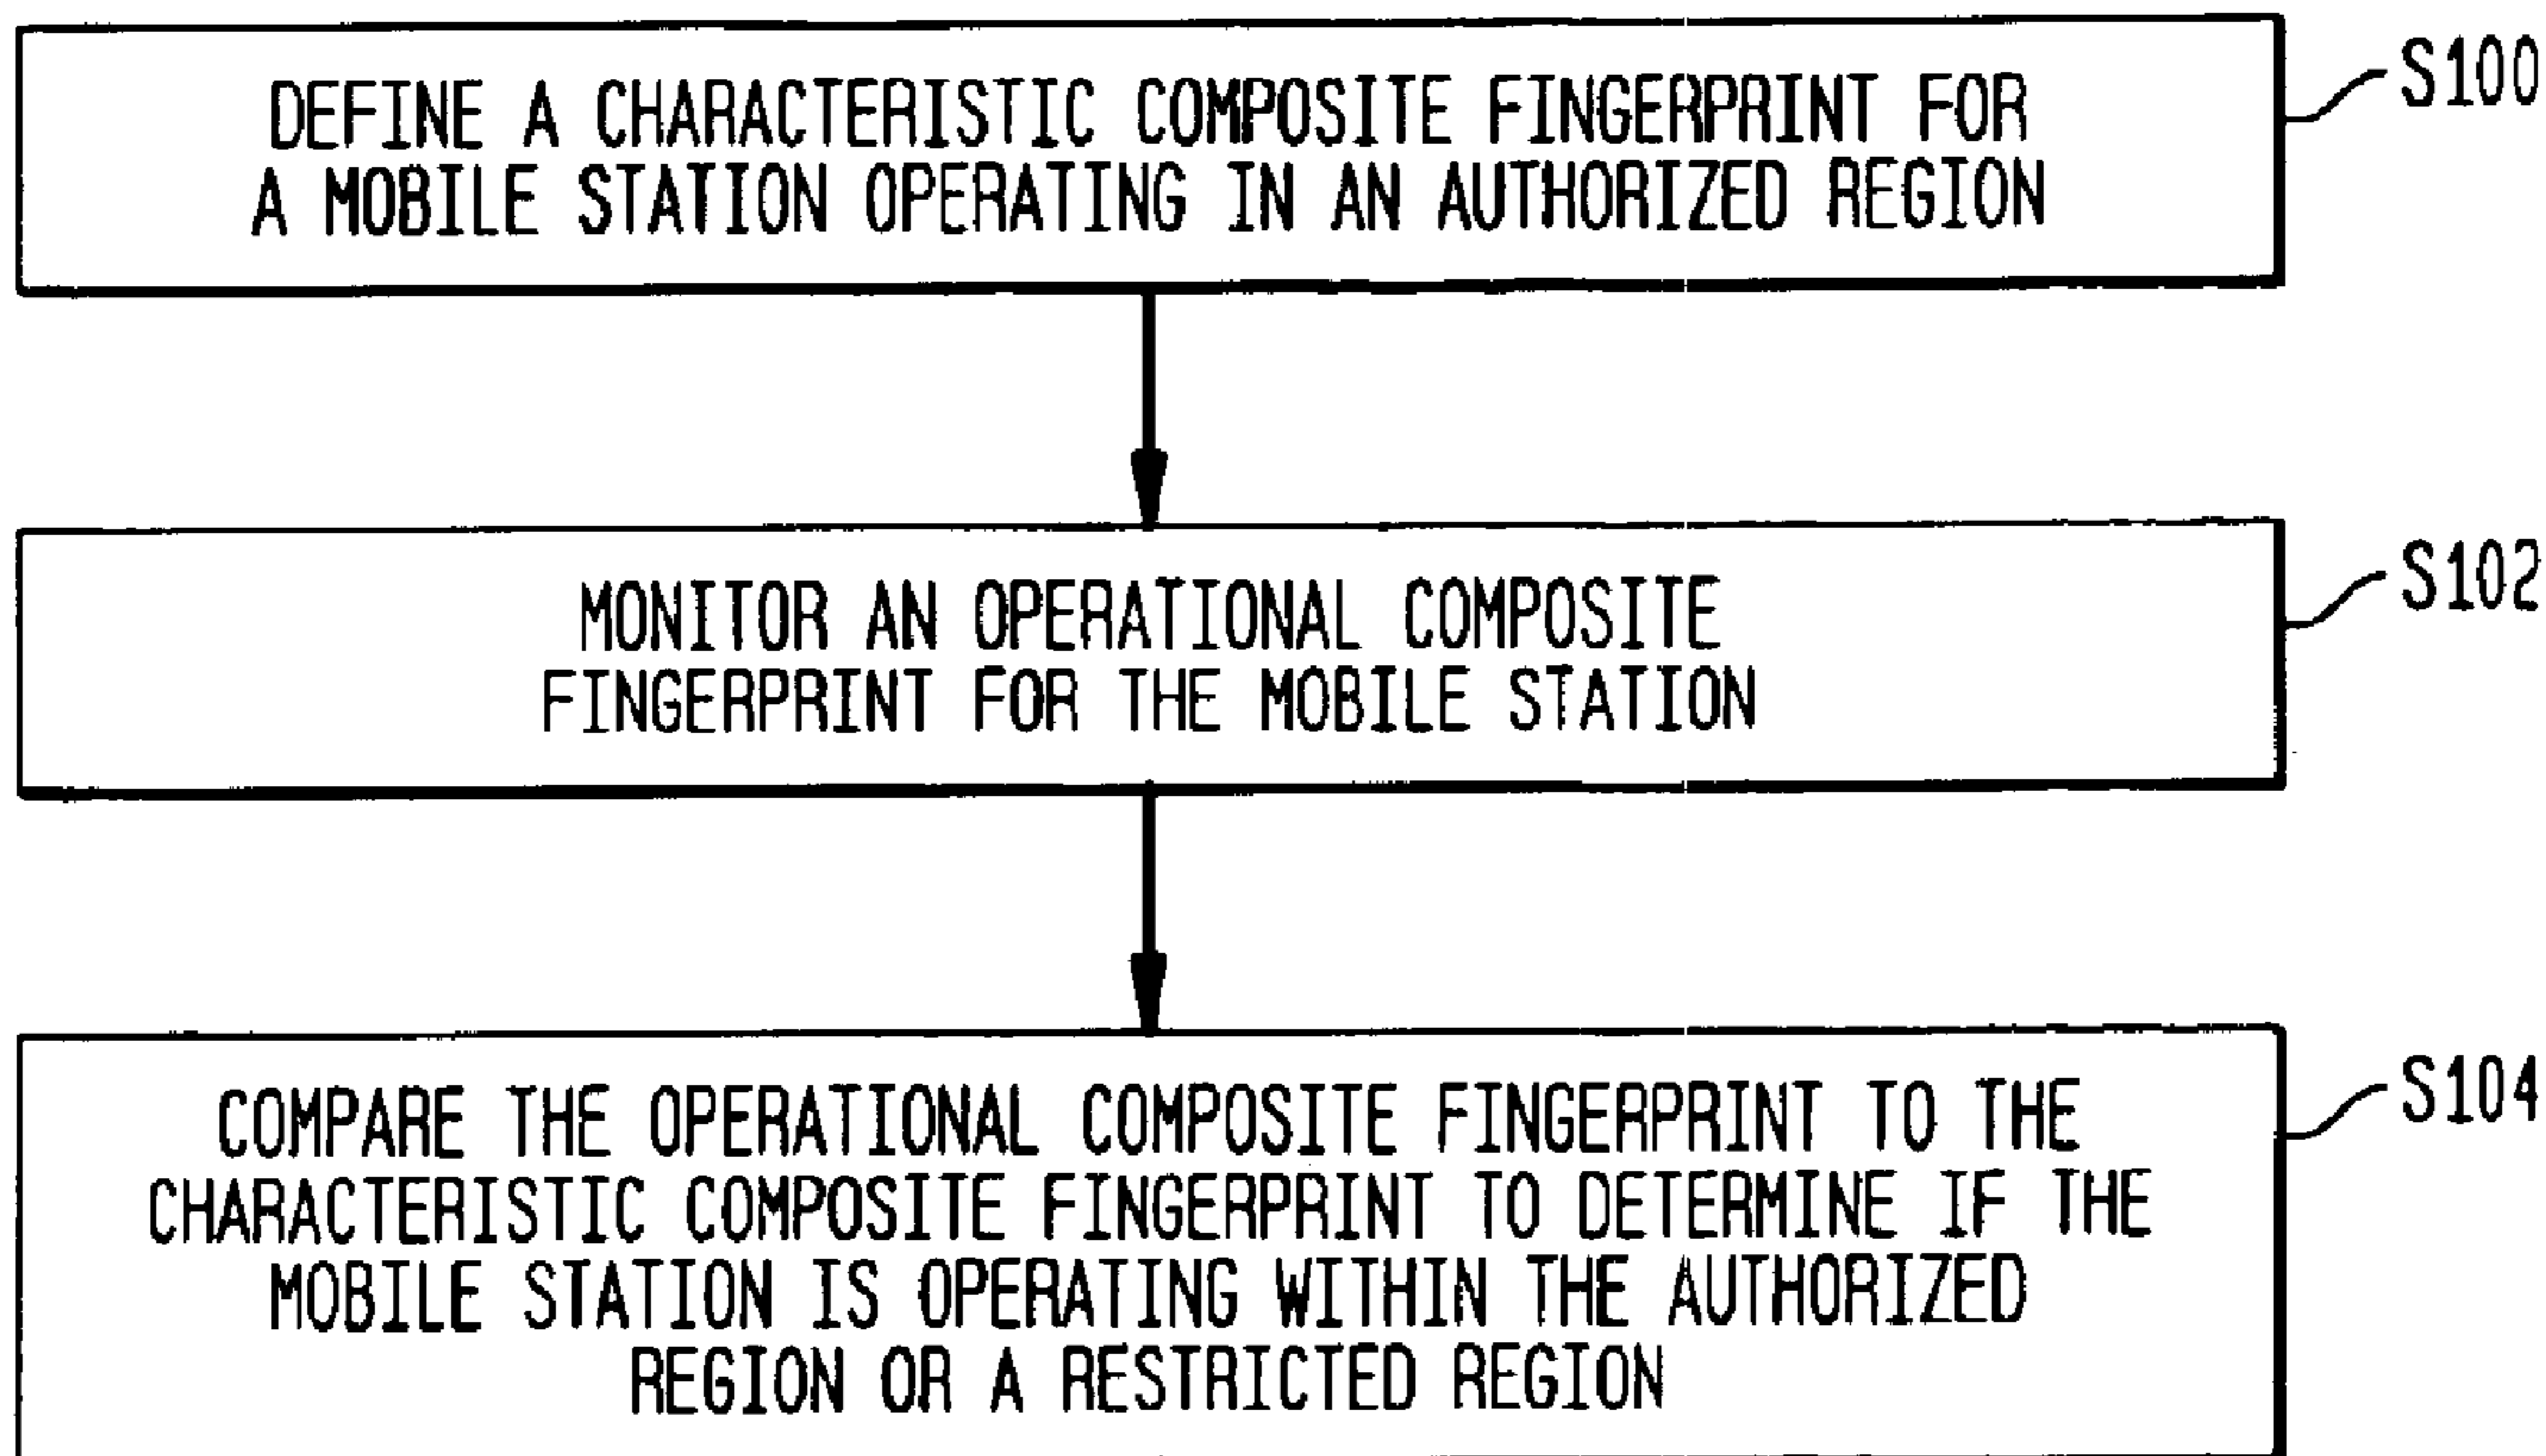 DEFINE A CHARACTERISTIC COMPOSITE FINGERPRINT FOR
A MOBILE STATION OPERATING IN AN AUTHORIZED REGION
S100
MONITOR AN OPERATIONAL COMPOSITE
FINGERPRINT FOR THE MOBILE STATION
S102
COMPARE THE OPERATIONAL COMPOSITE FINGERPRINT TO THE
CHARACTERISTIC COMPOSITE FINGERPRINT TO DETERMINE IF THE
MOBILE STATION IS OPERATING WITHIN THE AUTHORIZED
REGION OR A RESTRICTED REGION
S104